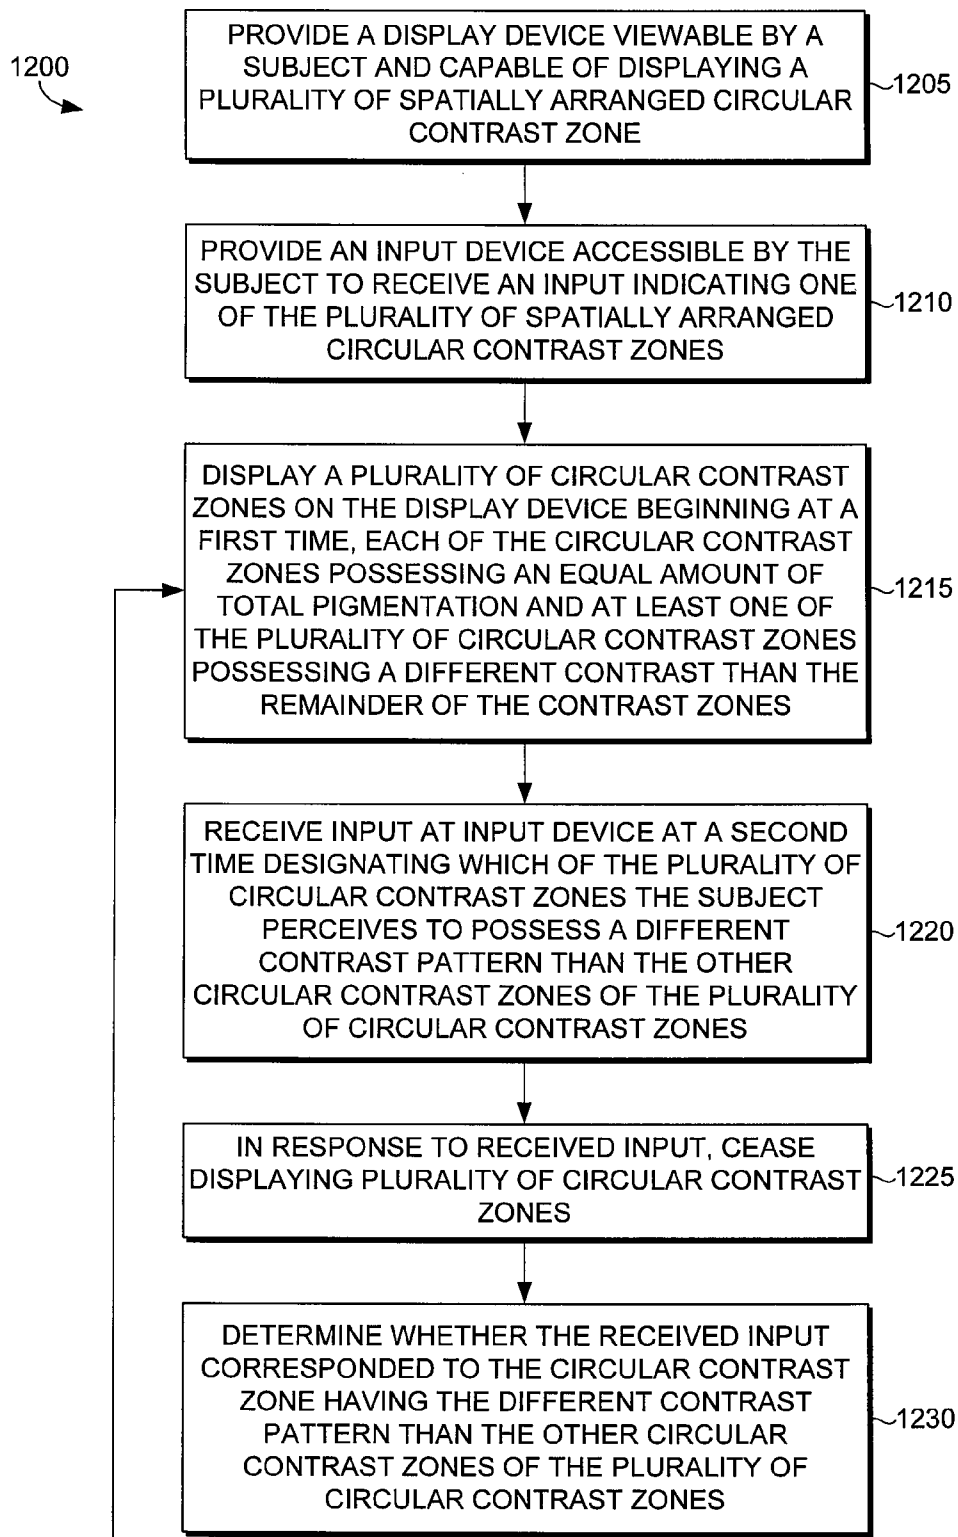 1200
PROVIDE A DISPLAY DEVICE VIEWABLE BY A
SUBJECT AND CAPABLE OF DISPLAYING A
PLURALITY OF SPATIALLY ARRANGED CIRCULAR
CONTRAST ZONE
1205
PROVIDE AN INPUT DEVICE ACCESSIBLE BY THE
SUBJECT TO RECEIVE AN INPUT INDICATING ONE
OF THE PLURALITY OF SPATIALLY ARRANGED
CIRCULAR CONTRAST ZONES
1210
DISPLAY A PLURALITY OF CIRCULAR CONTRAST
ZONES ON THE DISPLAY DEVICE BEGINNING AT A
FIRST TIME, EACH OF THE CIRCULAR CONTRAST
ZONES POSSESSING AN EQUAL AMOUNT OF
TOTAL PIGMENTATION AND AT LEAST ONE OF
THE PLURALITY OF CIRCULAR CONTRAST ZONES
POSSESSING A DIFFERENT CONTRAST THAN THE
REMAINDER OF THE CONTRAST ZONES
1215
RECEIVE INPUT AT INPUT DEVICE AT A SECOND
TIME DESIGNATING WHICH OF THE PLURALITY OF
CIRCULAR CONTRAST ZONES THE SUBJECT
PERCEIVES TO POSSESS A DIFFERENT
CONTRAST PATTERN THAN THE OTHER
CIRCULAR CONTRAST ZONES OF THE PLURALITY
OF CIRCULAR CONTRAST ZONES
1220
IN RESPONSE TO RECEIVED INPUT, CEASE
DISPLAYING PLURALITY OF CIRCULAR CONTRAST
ZONES
1225
DETERMINE WHETHER THE RECEIVED INPUT
CORRESPONDED TO THE CIRCULAR CONTRAST
ZONE HAVING THE DIFFERENT CONTRAST
PATTERN THAN THE OTHER CIRCULAR
CONTRAST ZONES OF THE PLURALITY OF
CIRCULAR CONTRAST ZONES
1230